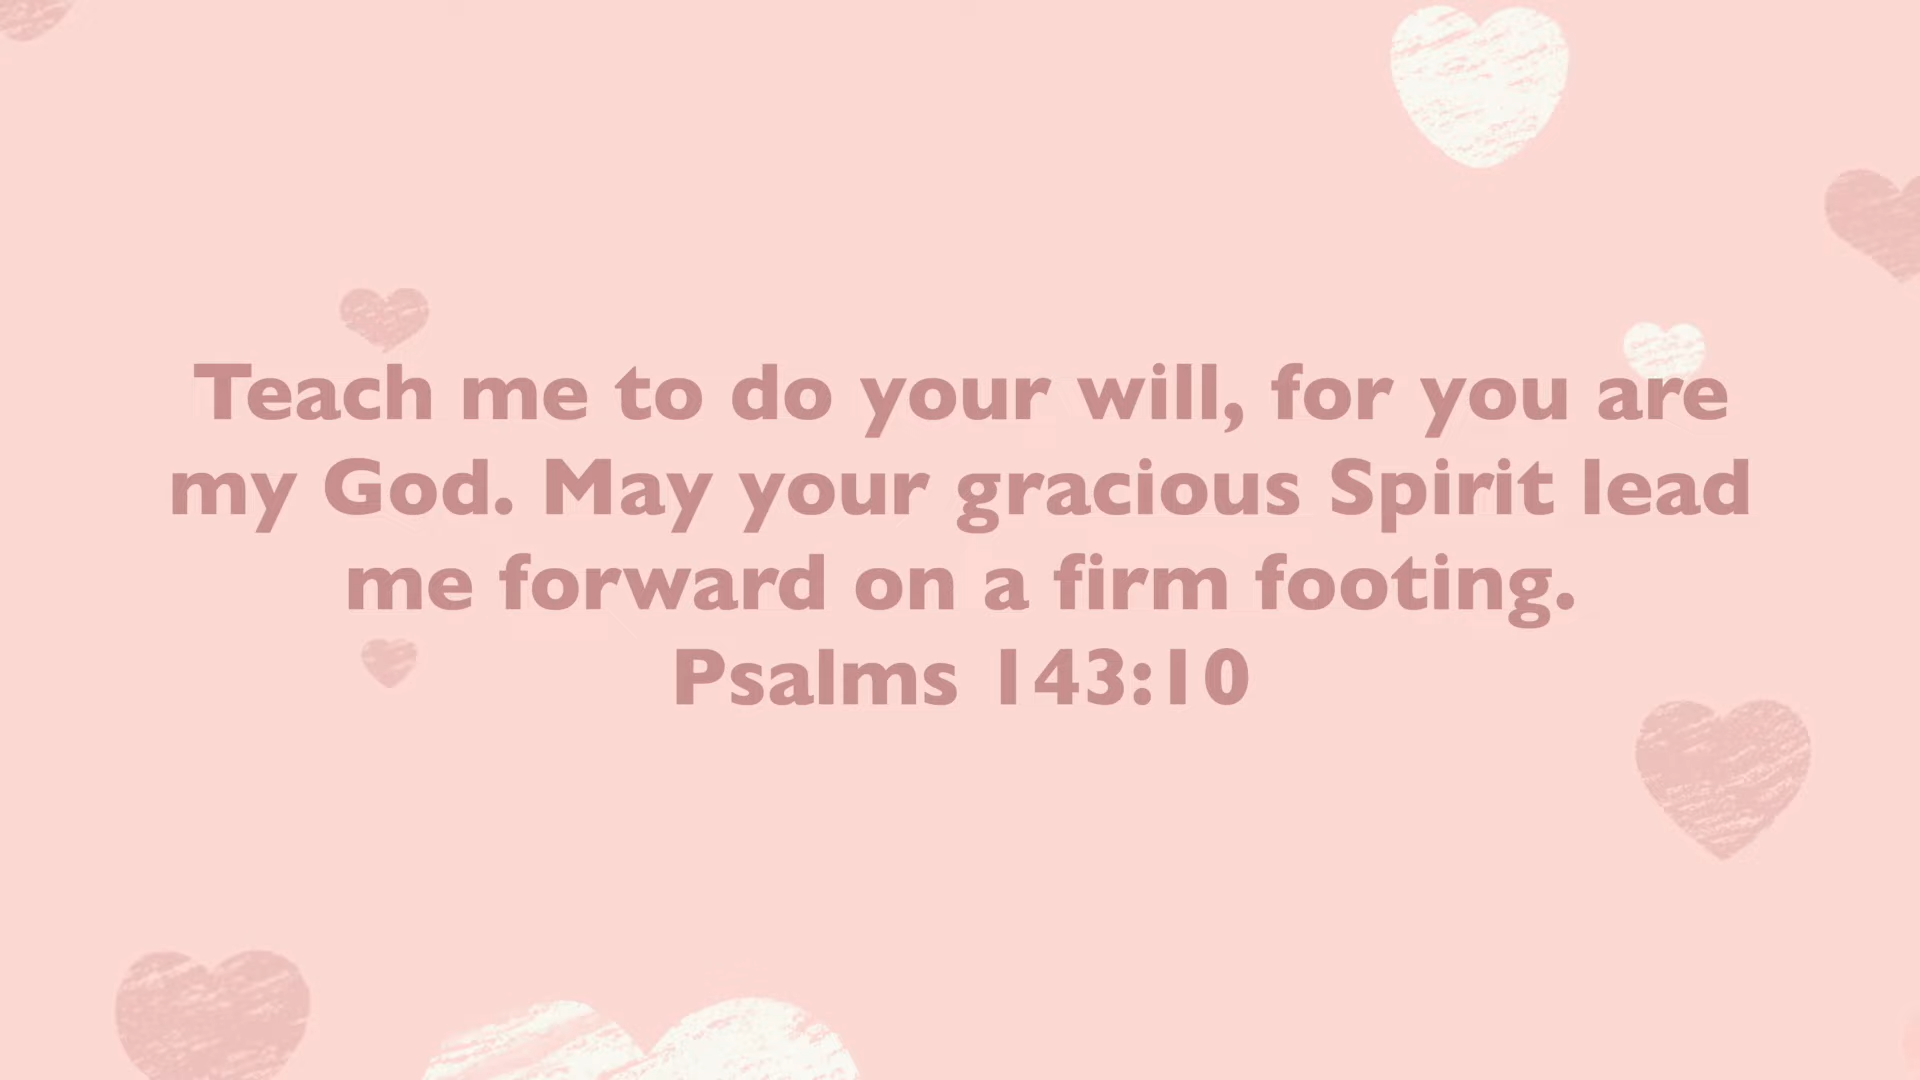 Teach me to do your will, for you are
my God. May your gracious Spirit lead
me forward on a firm footing.
Psalms 143:10